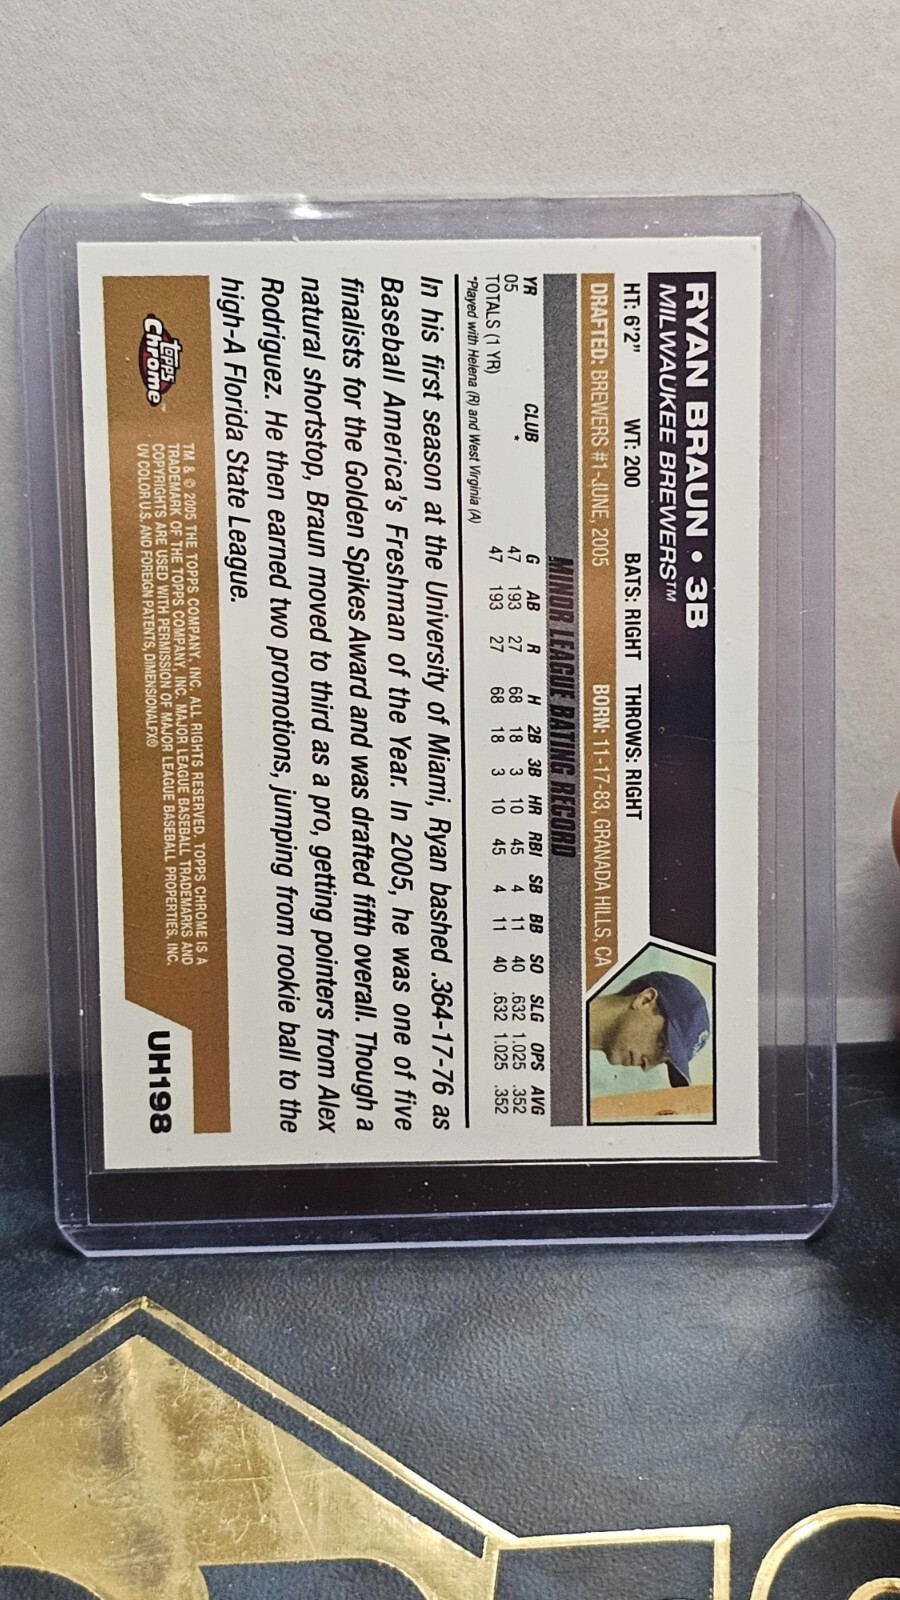 RYAN BRAUN • 3B
MILWAUKEE BREWERS™
HT: 6'2" WT: 200 BATS: RIGHT THROWS: RIGHT
DRAFTED: BREWERS #1-JUNE, 2005 BORN: 11-17-83, GRANADA HILLS, CA
MINOR LEAGUE BATING RECORD
YR CLUB G AB R H 2B 3B HR RBI SB BB SO SLG OPS AVG
05 * 47 193 27 68 18 3 10 45 4 11 40 .632 1.025 .352
TOTALS (1 YR) 47 193 27 68 18 3 10 45 4 11 40 .632 1.025 .352
*Played with Helena (R) and West Virginia (A)
In his first season at the University of Miami, Ryan bashed .364-17-76 as
Baseball America's Freshman of the Year. In 2005, he was one of five
finalists for the Golden Spikes Award and was drafted fifth overall. Though a
natural shortstop, Braun moved to third as a pro, getting pointers from Alex
Rodriguez. He then earned two promotions, jumping from rookie ball to the
high-A Florida State League.
topps
Chrome™
TM & © 2005 THE TOPPS COMPANY, INC. ALL RIGHTS RESERVED. TOPPS CHROME IS A
TRADEMARK OF THE TOPPS COMPANY, INC. MAJOR LEAGUE BASEBALL TRADEMARKS AND
COPYRIGHTS ARE USED WITH PERMISSION OF MAJOR LEAGUE BASEBALL PROPERTIES, INC.
UV COLOR U.S. AND FOREIGN PATENTS, DIMENSIONALFX®
UH198